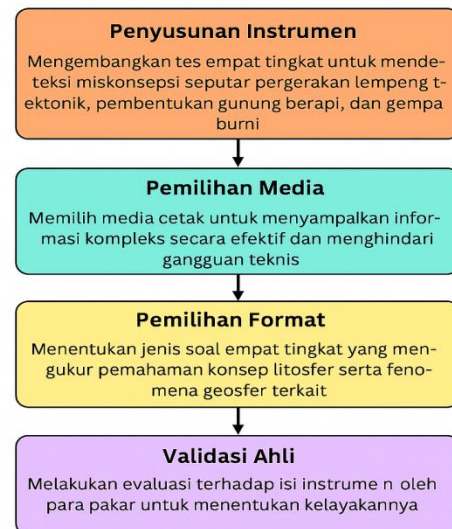 Penyusunan Instrumen
Mengembangkan tes empat tingkat untuk mende-
teksi miskonsepsi seputar pergerakan lempeng t-
ektonik, pembentukan gunung berapi, dan gempa
burni
Pemilihan Media
Memilih media cetak untuk menyampalkan infor-
masi kompleks secara efektif dan menghindari
gangguan teknis
Pemilihan Format
Menentukan jenis soal empat tingkat yang men-
gukur pemahaman konsep litosfer serta feno-
mena geosfer terkait
Validasi Ahli
Melakukan evaluasi terhadap isi instrume n oleh
para pakar untuk menentukan kelayakannya